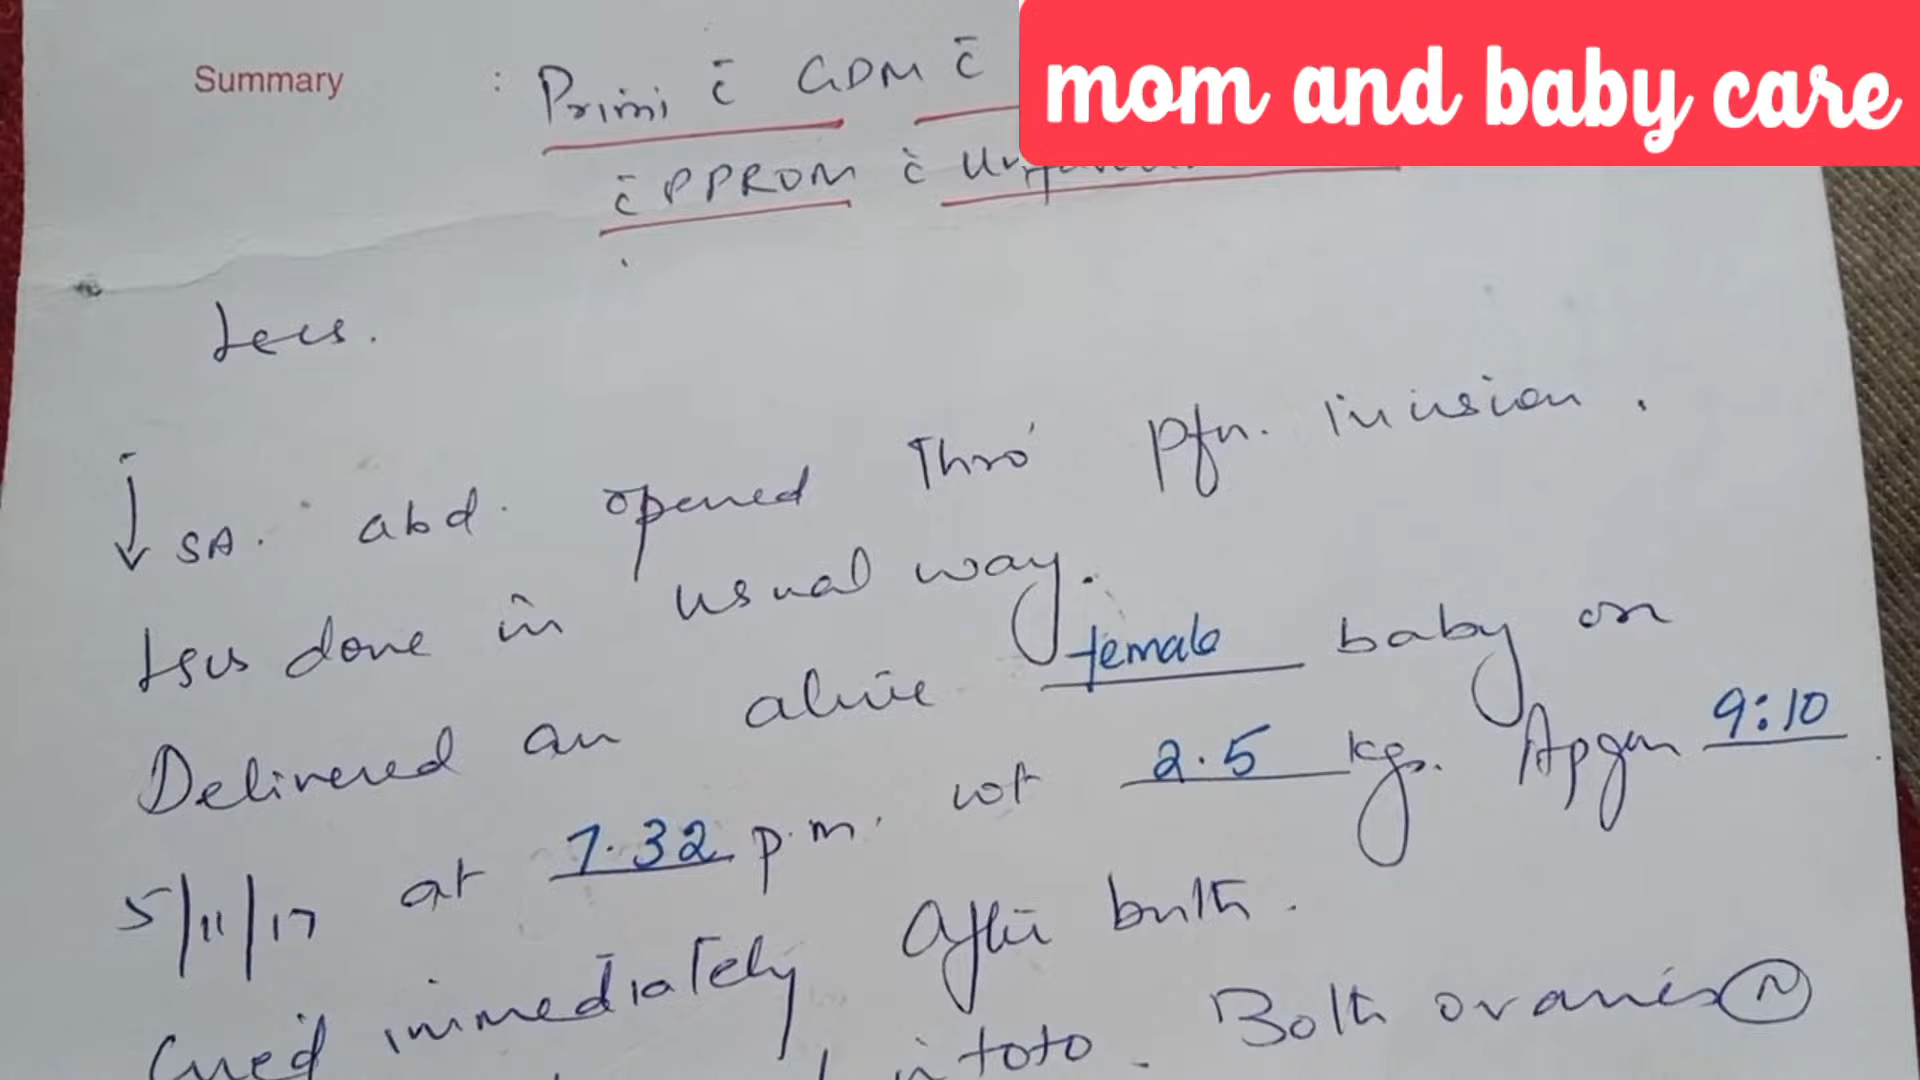 mom and baby care
Summary : Primi c̄ GDM c̄
c̄ PPROM c̄
Lscs.
↓ SA. abd. opened Thro' Pfn. Incision.
Lscs done in usual way.
Delivered an alive female baby on
5/11/17 at 7.32 p.m. wt 2.5 kgs. Apgar 9:10
Cried immediately After birth.
in toto. Both ovaries (N)